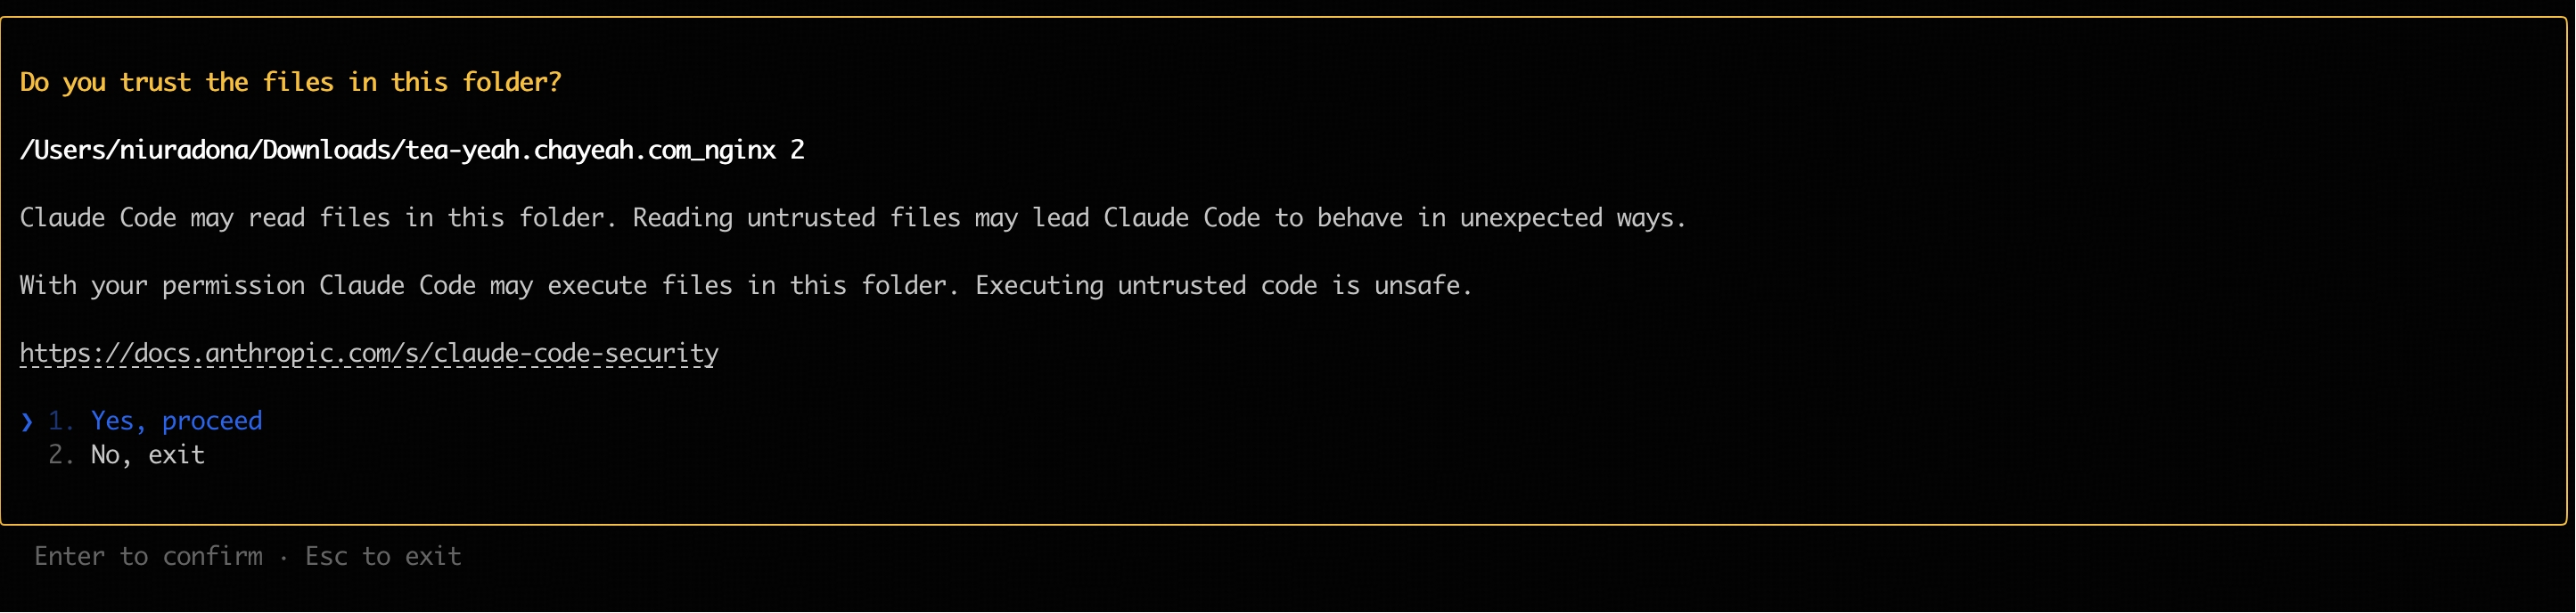 Do you trust the files in this folder?
/Users/niuradona/Downloads/tea-yeah.chayeah.com_nginx 2
Claude Code may read files in this folder. Reading untrusted files may lead Claude Code to behave in unexpected ways.
With your permission Claude Code may execute files in this folder. Executing untrusted code is unsafe.
https://docs.anthropic.com/s/claude-code-security
❯ 1. Yes, proceed
2. No, exit
Enter to confirm · Esc to exit